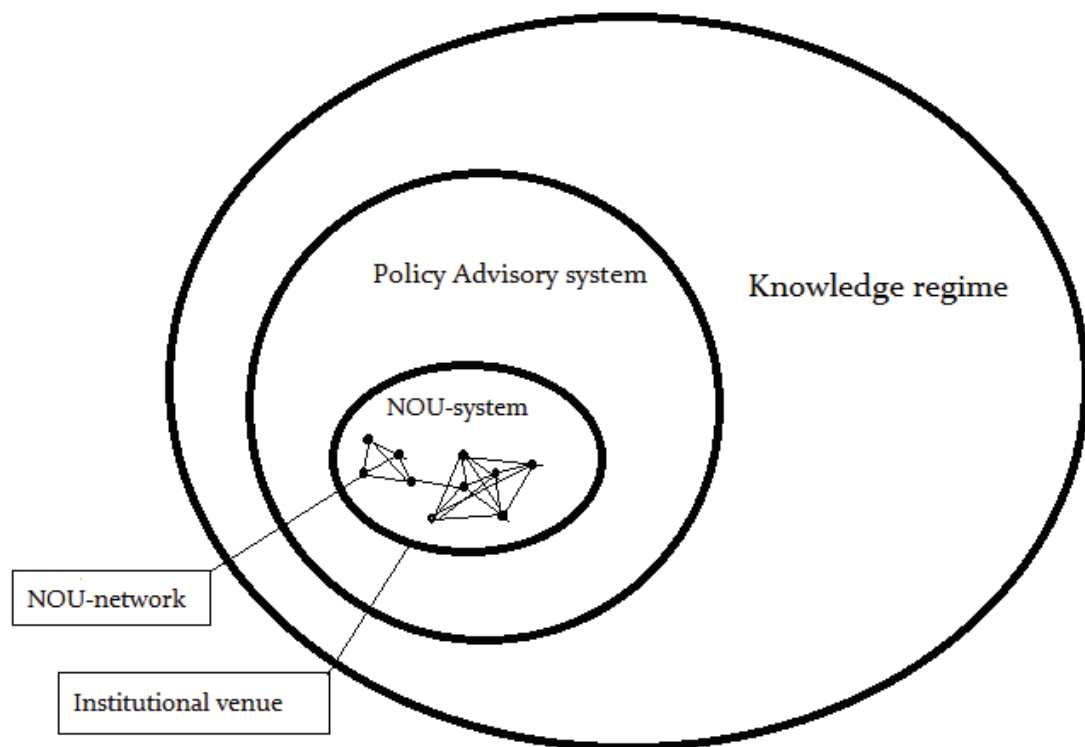 Policy Advisory system
Knowledge regime
NOU-system
NOU-network
Institutional venue